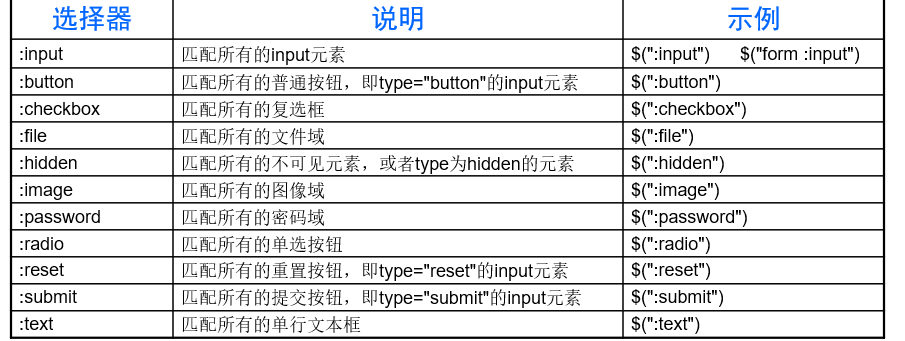 选择器 说明 示例
:input 匹配所有的input元素 $(":input") $("form :input")
:button 匹配所有的普通按钮，即type="button"的input元素 $(":button")
:checkbox 匹配所有的复选框 $(":checkbox")
:file 匹配所有的文件域 $(":file")
:hidden 匹配所有的不可见元素，或者type为hidden的元素 $(":hidden")
:image 匹配所有的图像域 $(":image")
:password 匹配所有的密码域 $(":password")
:radio 匹配所有的单选按钮 $(":radio")
:reset 匹配所有的重置按钮，即type="reset"的input元素 $(":reset")
:submit 匹配所有的提交按钮，即type="submit"的input元素 $(":submit")
:text 匹配所有的单行文本框 $(":text")